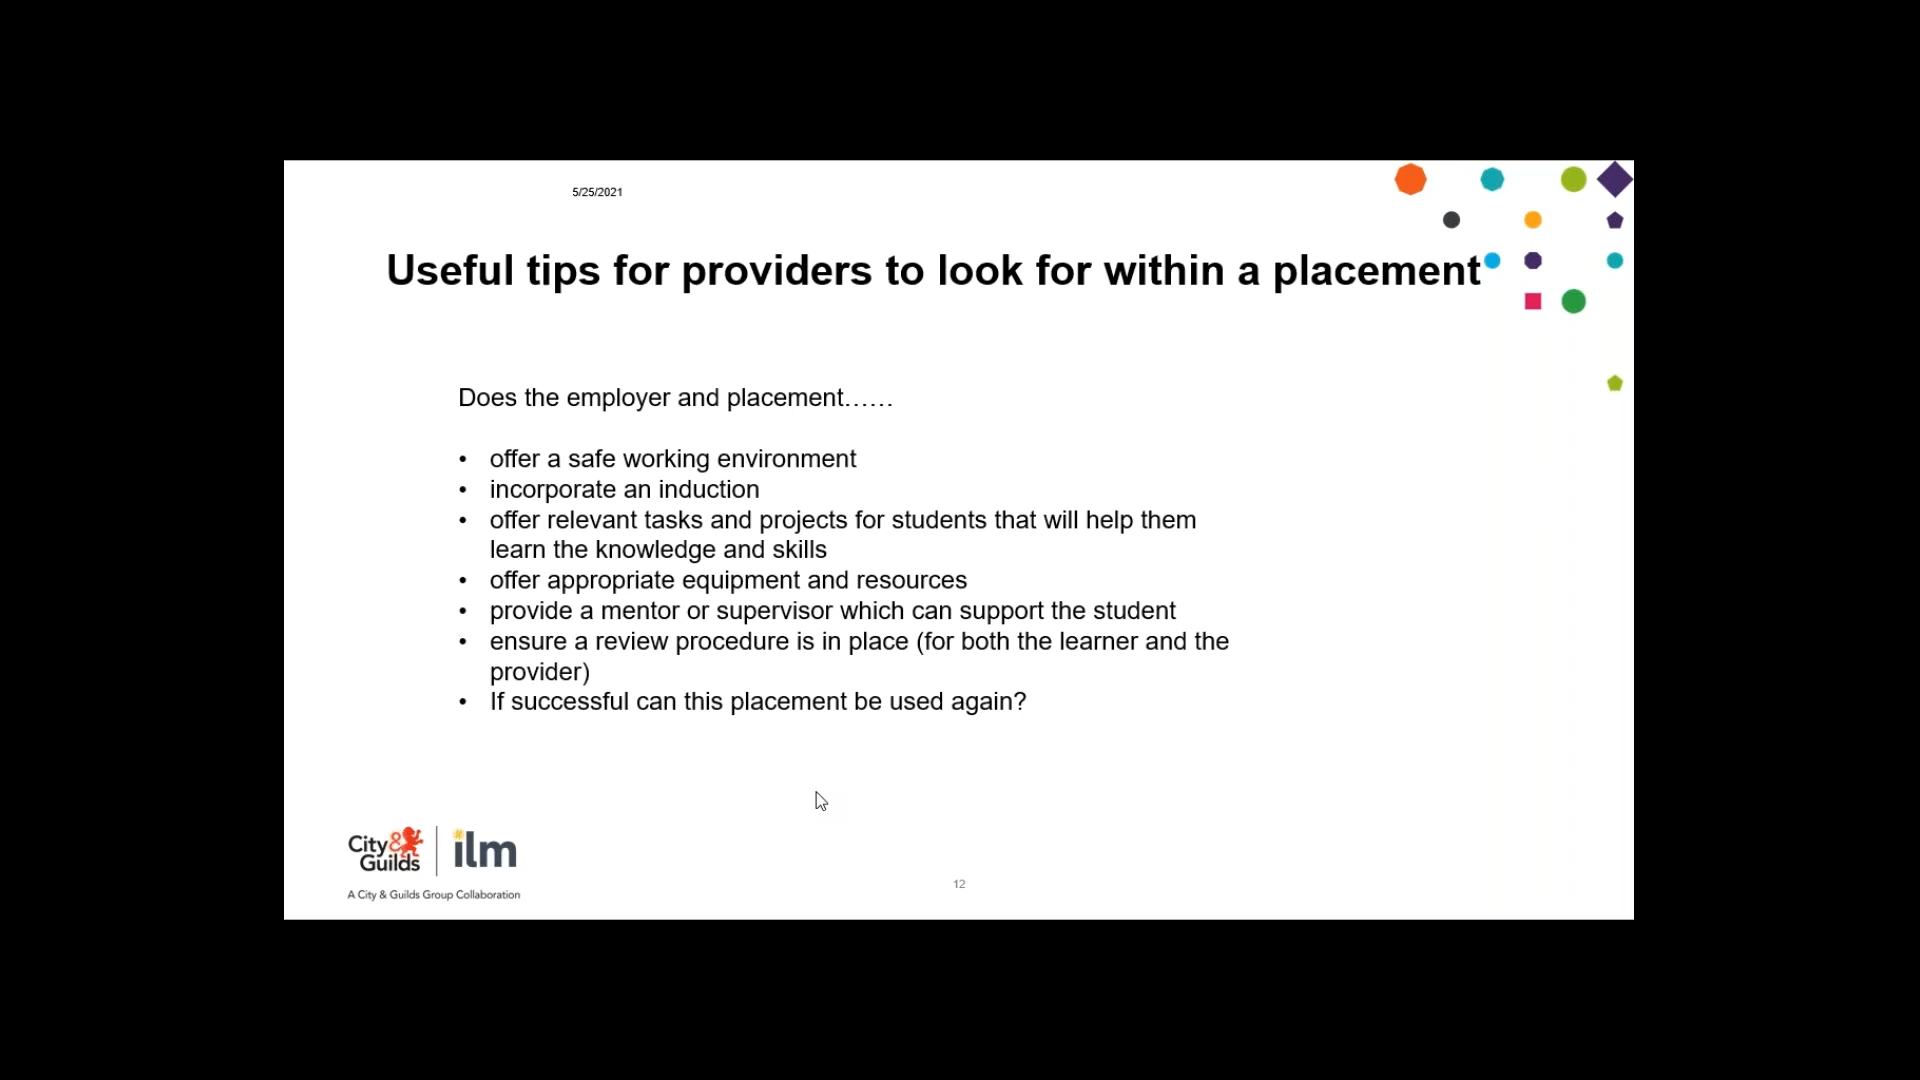 5/25/2021
Useful tips for providers to look for within a placement
Does the employer and placement……
• offer a safe working environment
• incorporate an induction
• offer relevant tasks and projects for students that will help them
learn the knowledge and skills
• offer appropriate equipment and resources
• provide a mentor or supervisor which can support the student
• ensure a review procedure is in place (for both the learner and the
provider)
• If successful can this placement be used again?
City &
Guilds
ilm
A City & Guilds Group Collaboration
12